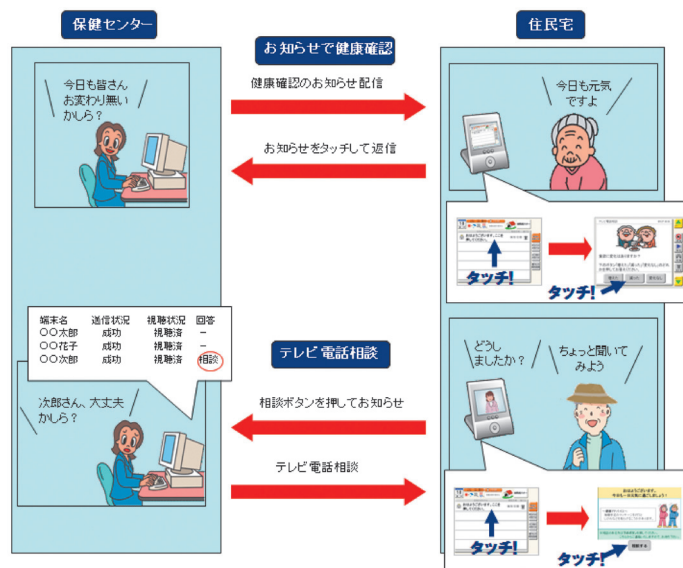 保健センター
お知らせで健康確認
住民宅
今日も皆さん
お変わり無い
かしら？
健康確認のお知らせ配信
お知らせをタッチして返信
今日も元気
ですよ
タッチ!
タッチ!
端末名 送信状況 視聴状況 回答
〇〇太郎 成功 視聴済 －
〇〇花子 成功 視聴済 －
〇〇次郎 成功 視聴済 相談
次郎さん、大丈夫
かしら？
テレビ電話相談
相談ボタンを押してお知らせ
テレビ電話相談
どうし
ましたか？
ちょっと聞いて
みよう
タッチ!
タッチ!